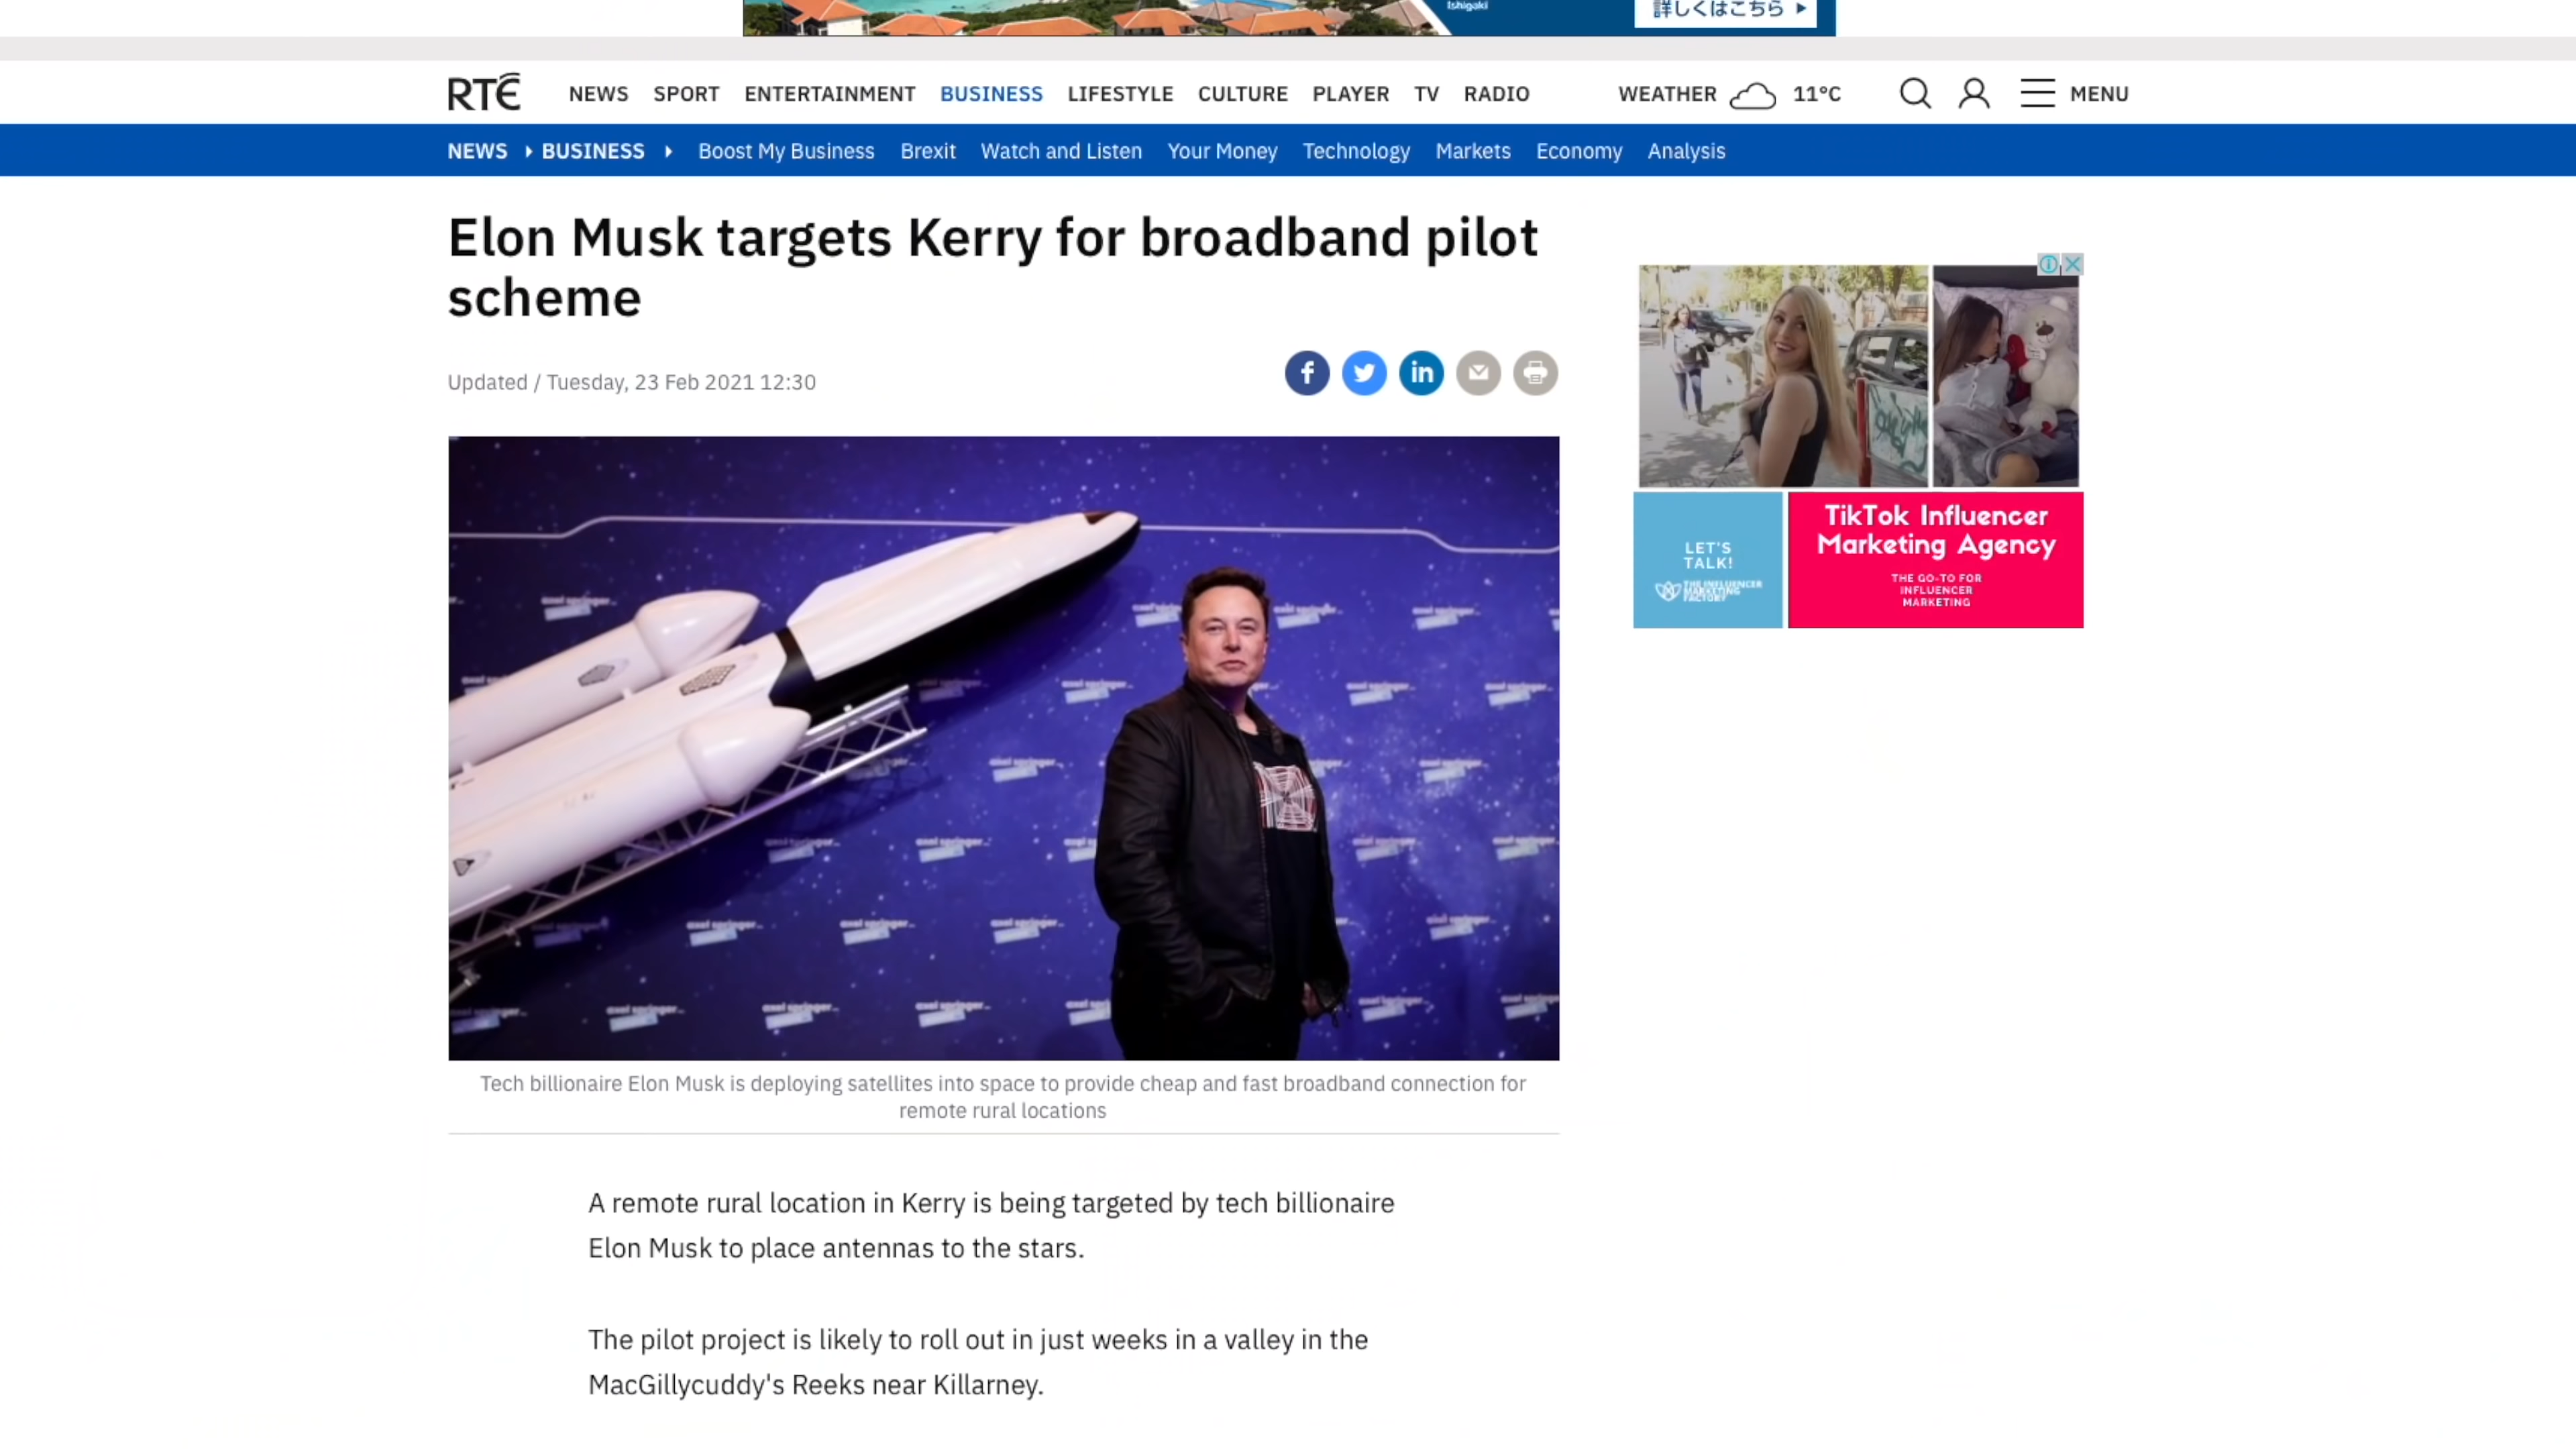 Ishigaki
詳しくはこちら ▶
RTÉ
NEWS SPORT ENTERTAINMENT BUSINESS LIFESTYLE CULTURE PLAYER TV RADIO WEATHER 11°C MENU
NEWS BUSINESS Boost My Business Brexit Watch and Listen Your Money Technology Markets Economy Analysis
Elon Musk targets Kerry for broadband pilot
scheme
Updated / Tuesday, 23 Feb 2021 12:30
LET'S
TALK!
THE INFLUENCER
MARKETING
FACTORY
TikTok Influencer
Marketing Agency
THE GO-TO FOR
INFLUENCER
MARKETING
axel springer
Tech billionaire Elon Musk is deploying satellites into space to provide cheap and fast broadband connection for
remote rural locations
A remote rural location in Kerry is being targeted by tech billionaire
Elon Musk to place antennas to the stars.
The pilot project is likely to roll out in just weeks in a valley in the
MacGillycuddy's Reeks near Killarney.